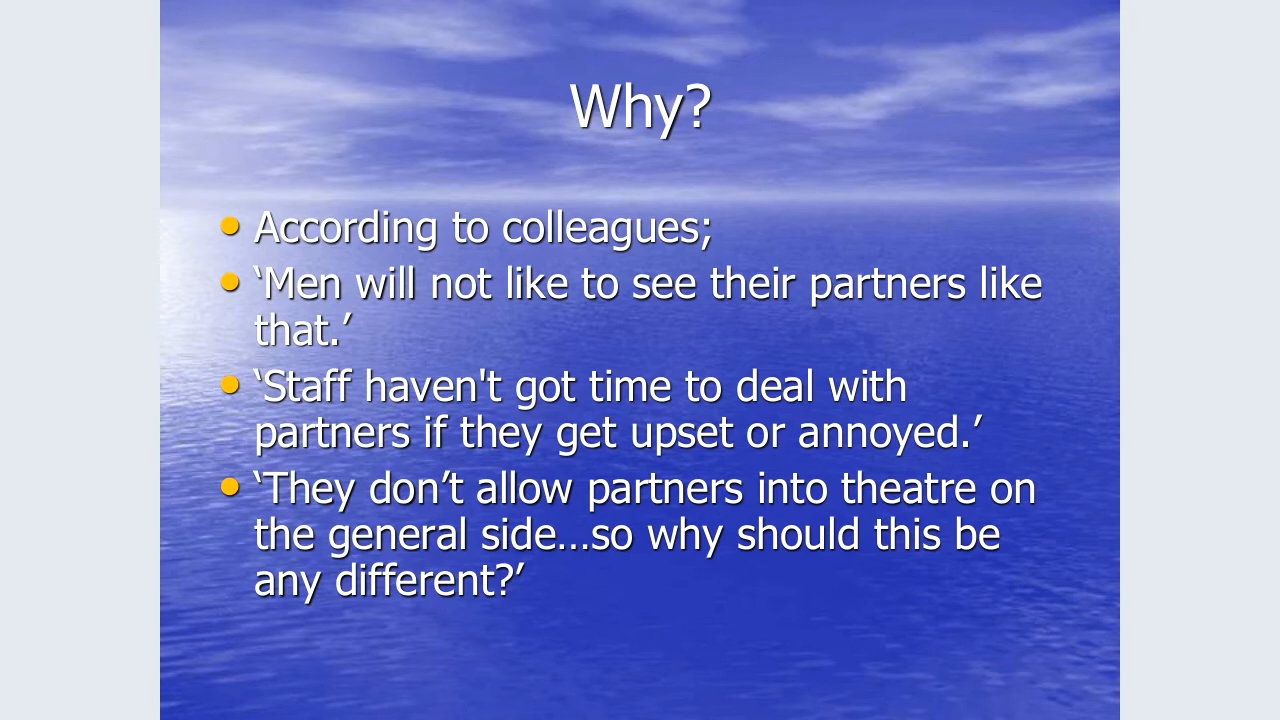 Why?
• According to colleagues;
• ‘Men will not like to see their partners like
that.’
• ‘Staff haven't got time to deal with
partners if they get upset or annoyed.’
• ‘They don’t allow partners into theatre on
the general side…so why should this be
any different?’